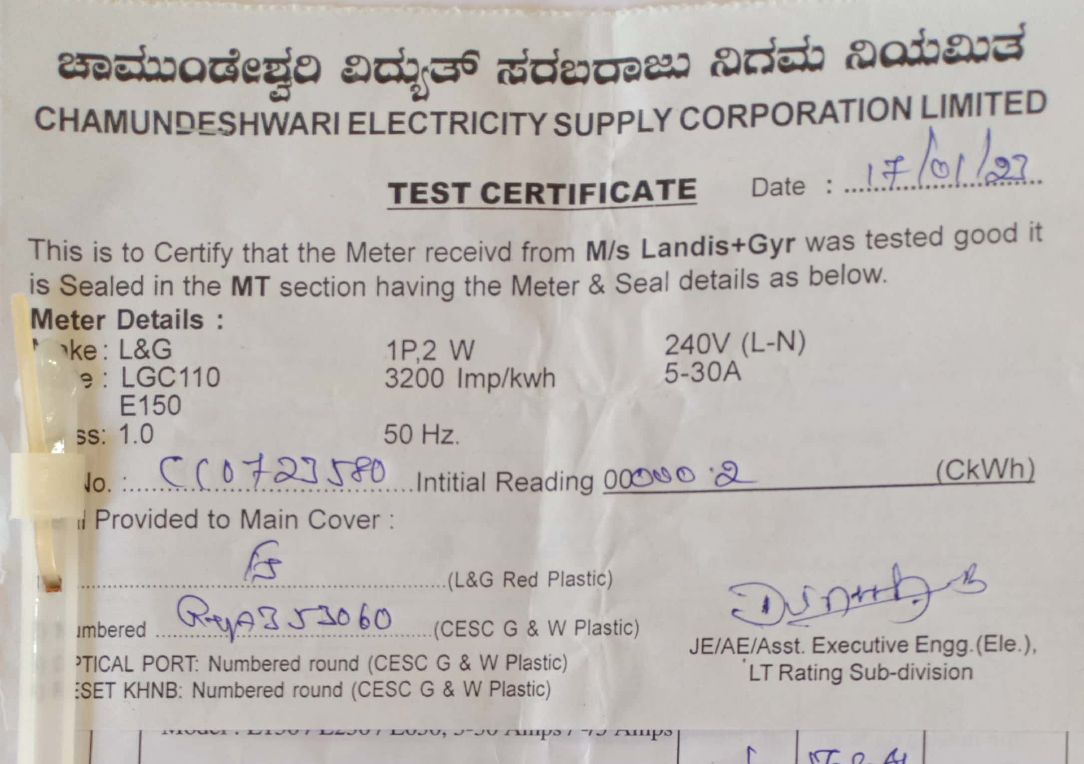 ಚಾಮುಂಡೇಶ್ವರಿ ವಿದ್ಯುತ್ ಸರಬರಾಜು ನಿಗಮ ನಿಯಮಿತ
CHAMUNDESHWARI ELECTRICITY SUPPLY CORPORATION LIMITED
TEST CERTIFICATE Date : 17/01/23
This is to Certify that the Meter receivd from M/s Landis+Gyr was tested good it
is Sealed in the MT section having the Meter & Seal details as below.
Meter Details :
ke : L&G 1P,2 W 240V (L-N)
e : LGC110 3200 Imp/kwh 5-30A
E150
ss: 1.0 50 Hz.
No. : CC0723580 Intitial Reading 00000.2 (CkWh)
Provided to Main Cover :
(L&G Red Plastic)
umbered 353060 (CESC G & W Plastic)
PTICAL PORT: Numbered round (CESC G & W Plastic)
ESET KHNB: Numbered round (CESC G & W Plastic)
JE/AE/Asst. Executive Engg.(Ele.),
LT Rating Sub-division